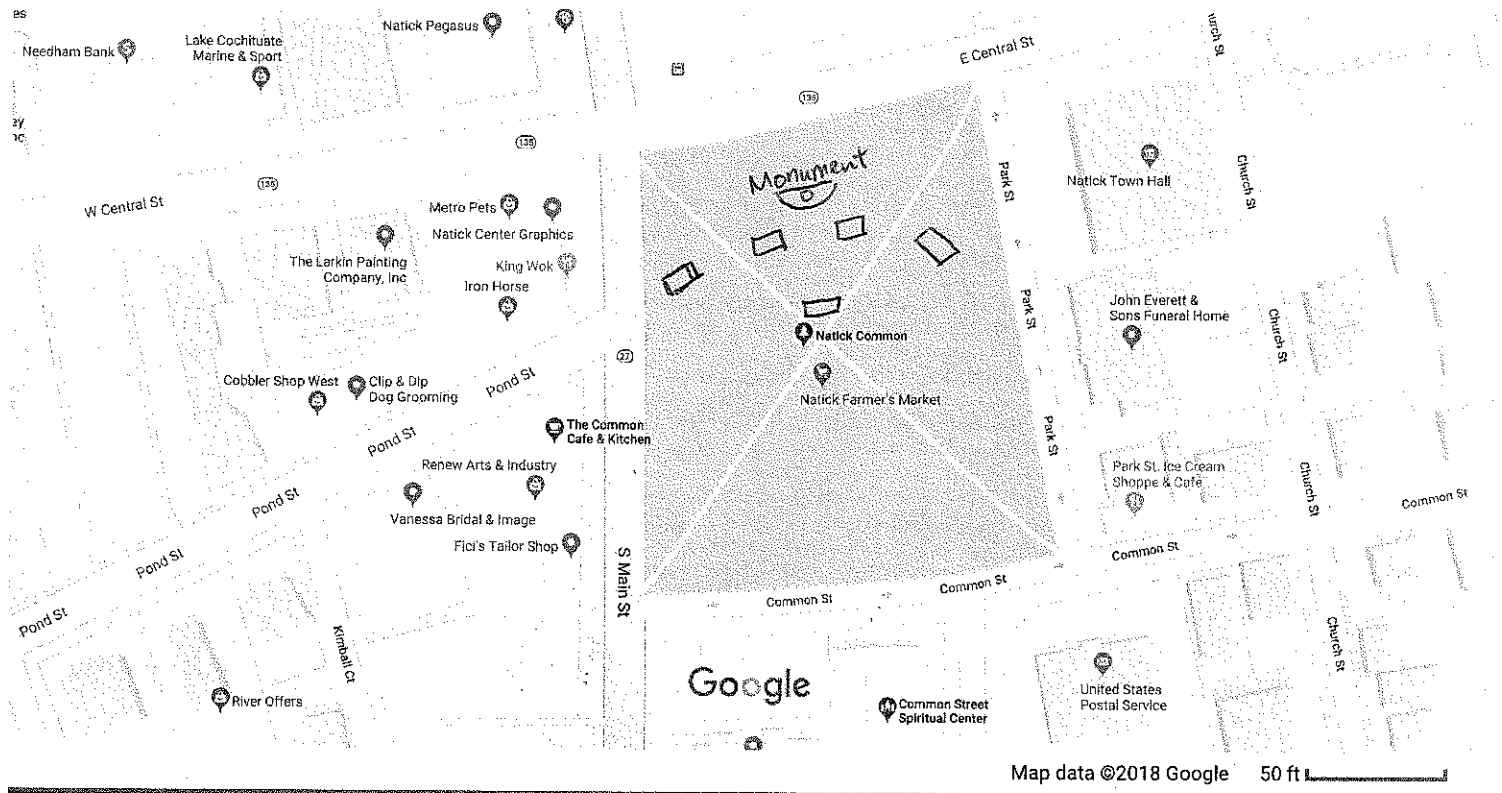 es
Needham Bank
Lake Cochituate
Marine & Sport
Natick Pegasus
E Central St
135
135
135
W Central St
Monument
Metro Pets
Natick Center Graphics
The Larkin Painting
Company, Inc
King Wok
Iron Horse
Park St
Natick Town Hall
Church St
Park St
John Everett &
Sons Funeral Home
Church St
Natick Common
27
Natick Farmer's Market
Cobbler Shop West
Clip & Dip
Dog Grooming
Pond St
The Common
Cafe & Kitchen
Pond St
Park St
Renew Arts & Industry
Vanessa Bridal & Image
Pond St
Park St. Ice Cream
Shoppe & Cafe
Church St
Common St
Fici's Tailor Shop
Pond St
S Main St
Common St
Common St
Common St
Pond St
Kimball Ct
Church St
River Offers
Google
United States
Postal Service
Common Street
Spiritual Center
Map data ©2018 Google 50 ft